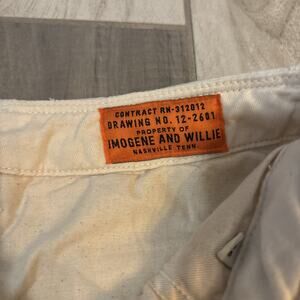 CONTRACT RN-312012
DRAWING NO. 12-2601
PROPERTY OF
IMOGENE AND WILLIE
NASHVILLE TENN.